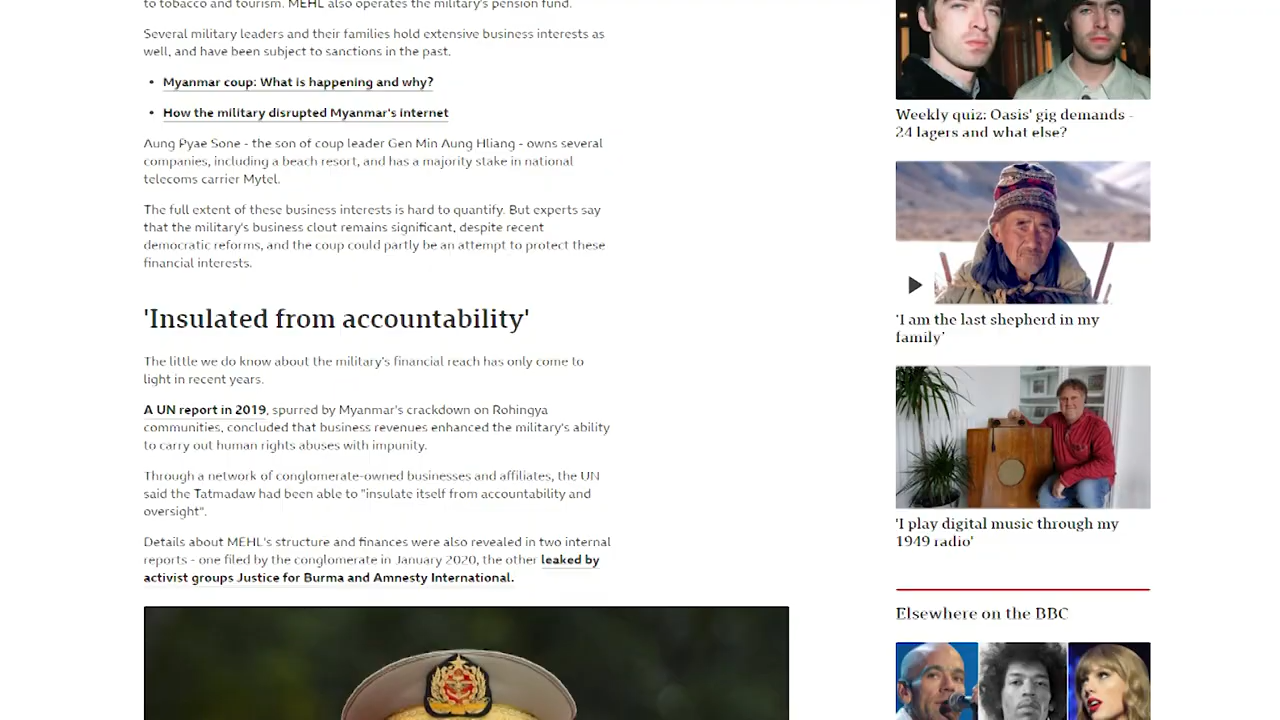 to tobacco and tourism. MEHL also operates the military's pension fund.
Several military leaders and their families hold extensive business interests as
well, and have been subject to sanctions in the past.
• Myanmar coup: What is happening and why?
• How the military disrupted Myanmar's internet
Aung Pyae Sone - the son of coup leader Gen Min Aung Hliang - owns several
companies, including a beach resort, and has a majority stake in national
telecoms carrier Mytel.
The full extent of these business interests is hard to quantify. But experts say
that the military's business clout remains significant, despite recent
democratic reforms, and the coup could partly be an attempt to protect these
financial interests.
'Insulated from accountability'
The little we do know about the military's financial reach has only come to
light in recent years.
A UN report in 2019, spurred by Myanmar's crackdown on Rohingya
communities, concluded that business revenues enhanced the military's ability
to carry out human rights abuses with impunity.
Through a network of conglomerate-owned businesses and affiliates, the UN
said the Tatmadaw had been able to "insulate itself from accountability and
oversight".
Details about MEHL's structure and finances were also revealed in two internal
reports - one filed by the conglomerate in January 2020, the other leaked by
activist groups Justice for Burma and Amnesty International.
Weekly quiz: Oasis' gig demands -
24 lagers and what else?
'I am the last shepherd in my
family'
'I play digital music through my
1949 radio'
Elsewhere on the BBC